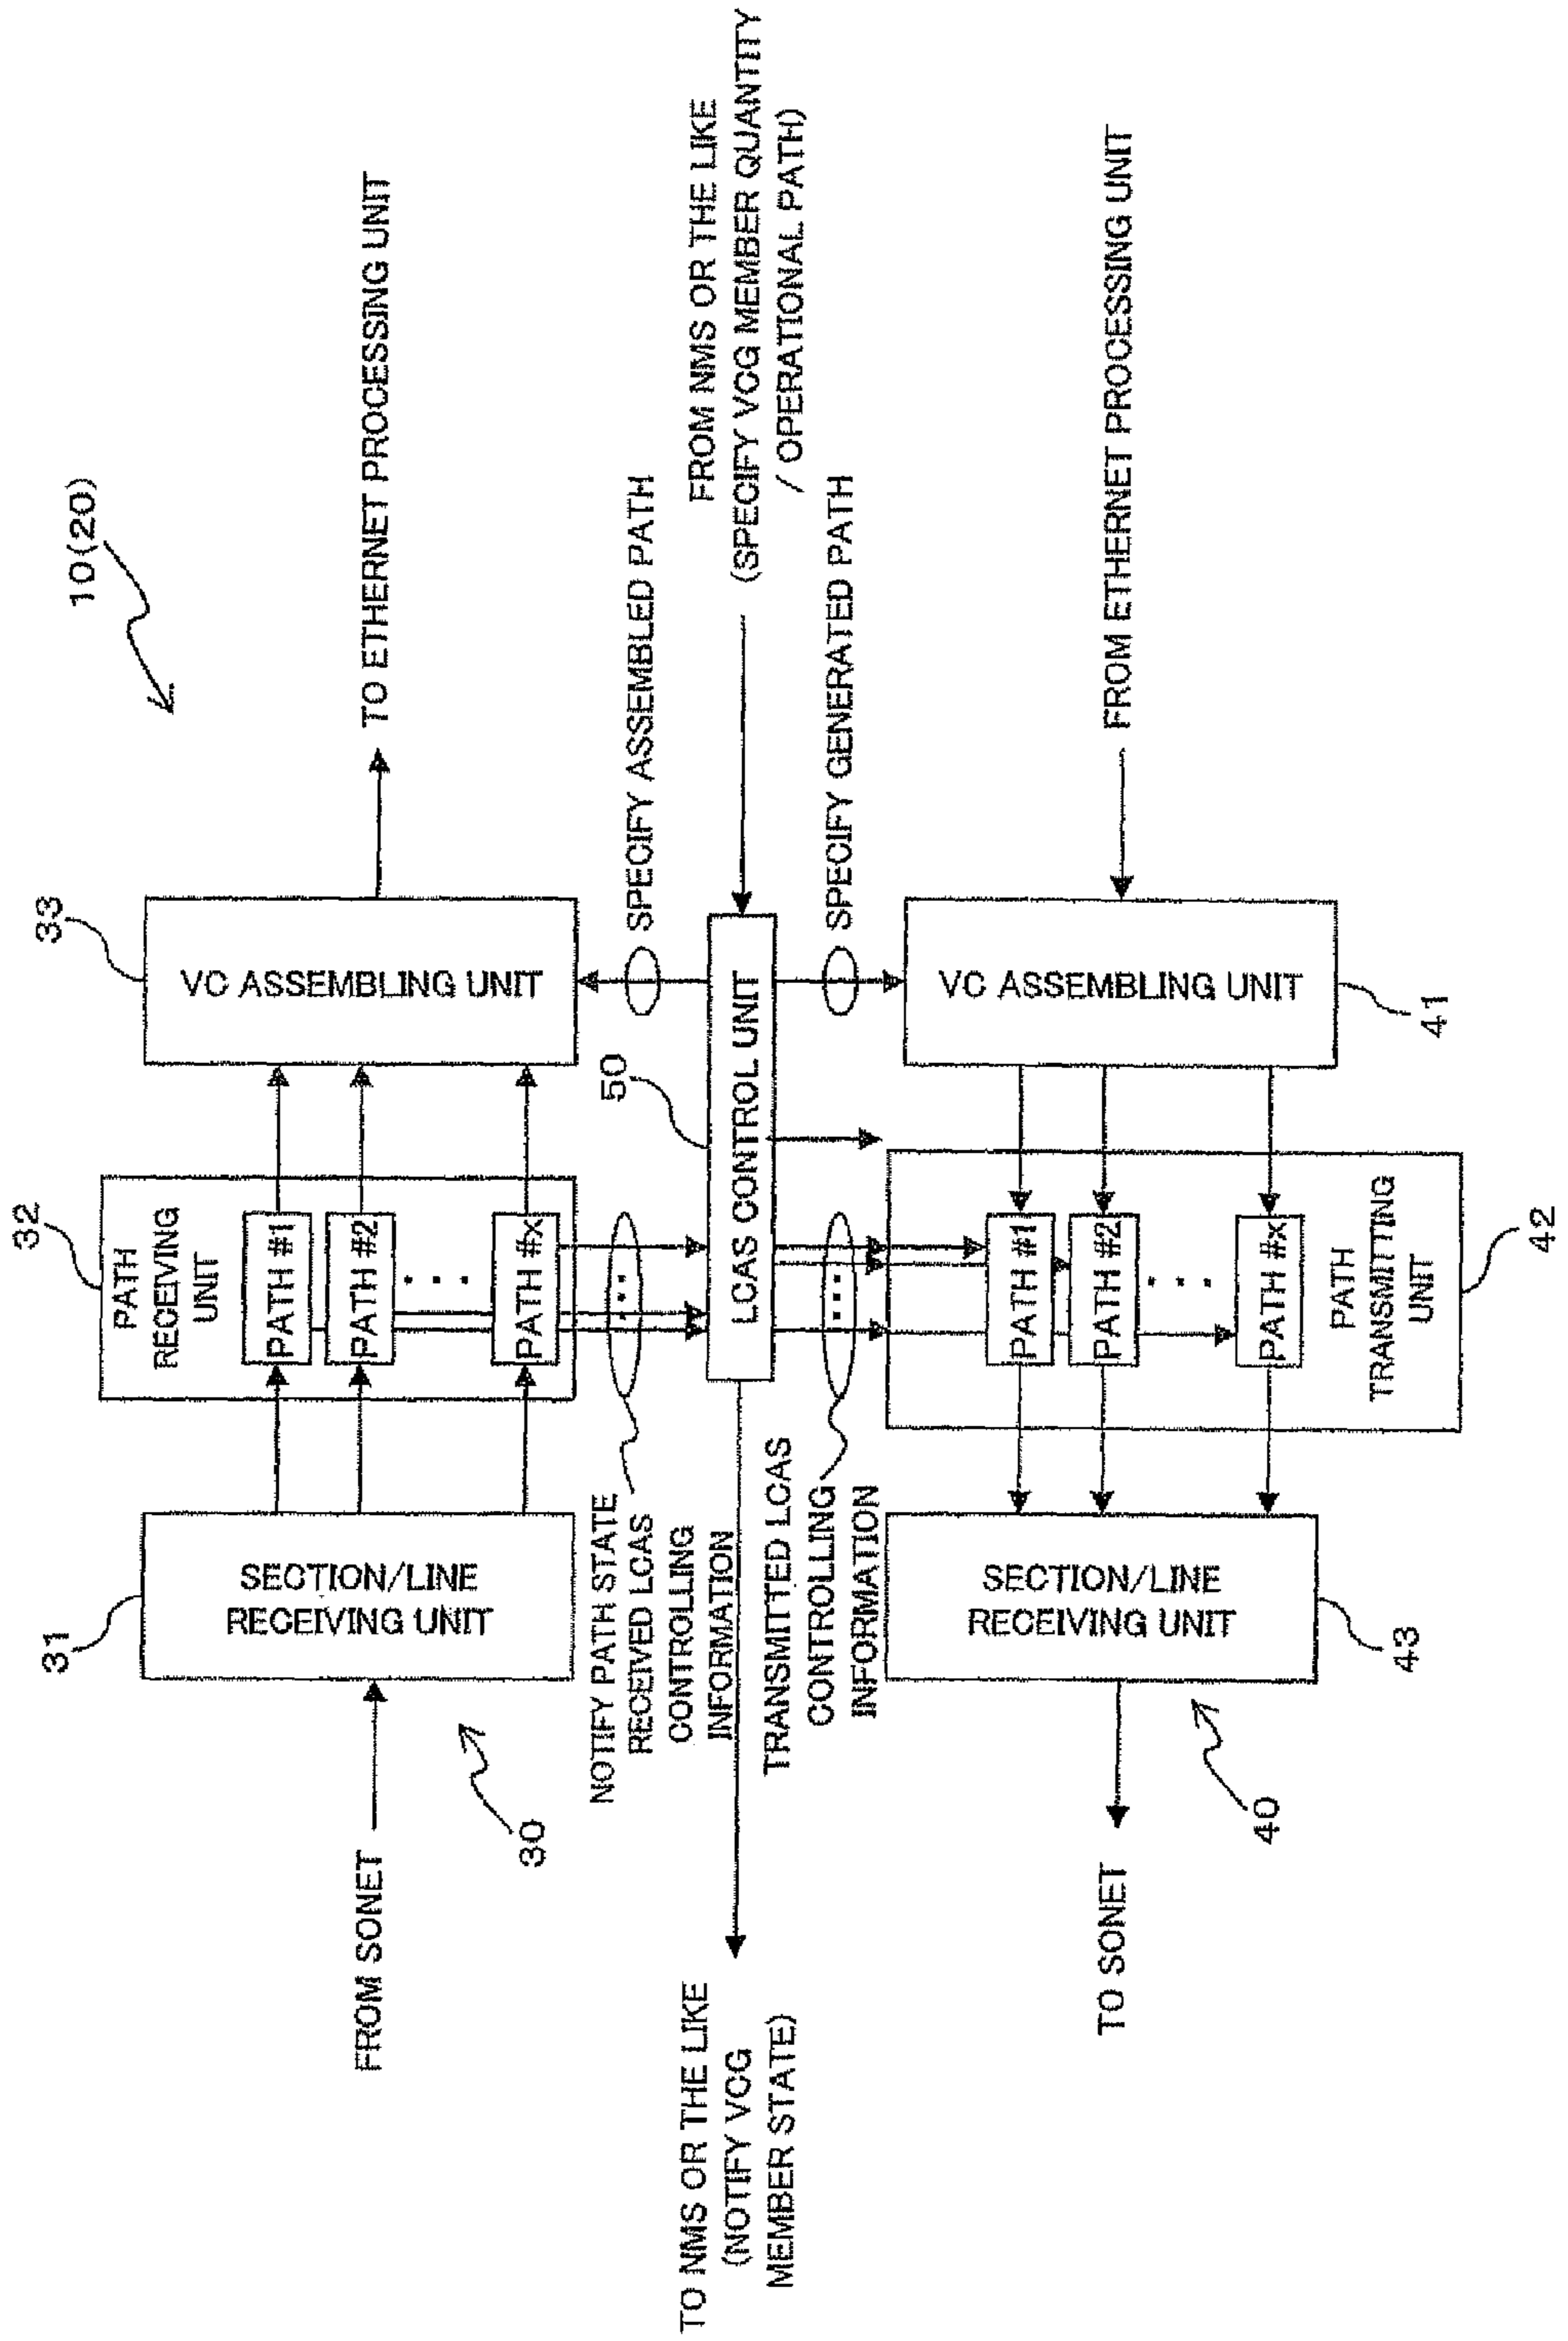 10(20)
33
32
31
TO ETHERNET PROCESSING UNIT
VC ASSEMBLING UNIT
PATH
RECEIVING
UNIT
PATH #1
PATH #2
PATH #x
SECTION/LINE
RECEIVING UNIT
FROM SONET
30
SPECIFY ASSEMBLED PATH
50
LCAS CONTROL UNIT
FROM NMS OR THE LIKE
(SPECIFY VCG MEMBER QUANTITY
/ OPERATIONAL PATH)
SPECIFY GENERATED PATH
NOTIFY PATH STATE
RECEIVED LCAS
CONTROLLING
INFORMATION
TRANSMITTED LCAS
CONTROLLING
INFORMATION
TO NMS OR THE LIKE
(NOTIFY VCG
MEMBER STATE)
FROM ETHERNET PROCESSING UNIT
VC ASSEMBLING UNIT
41
PATH #1
PATH #2
PATH #x
PATH
TRANSMITTING
UNIT
42
SECTION/LINE
RECEIVING UNIT
43
40
TO SONET